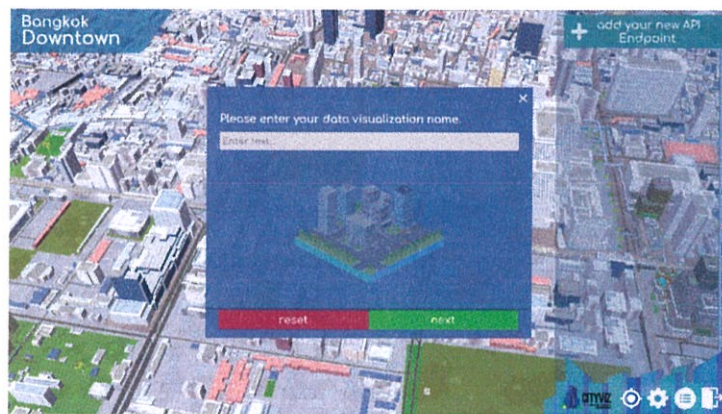 Bangkok
Downtown
add your new API
Endpoint
Please enter your data visualization name.
Enter text...
reset
next